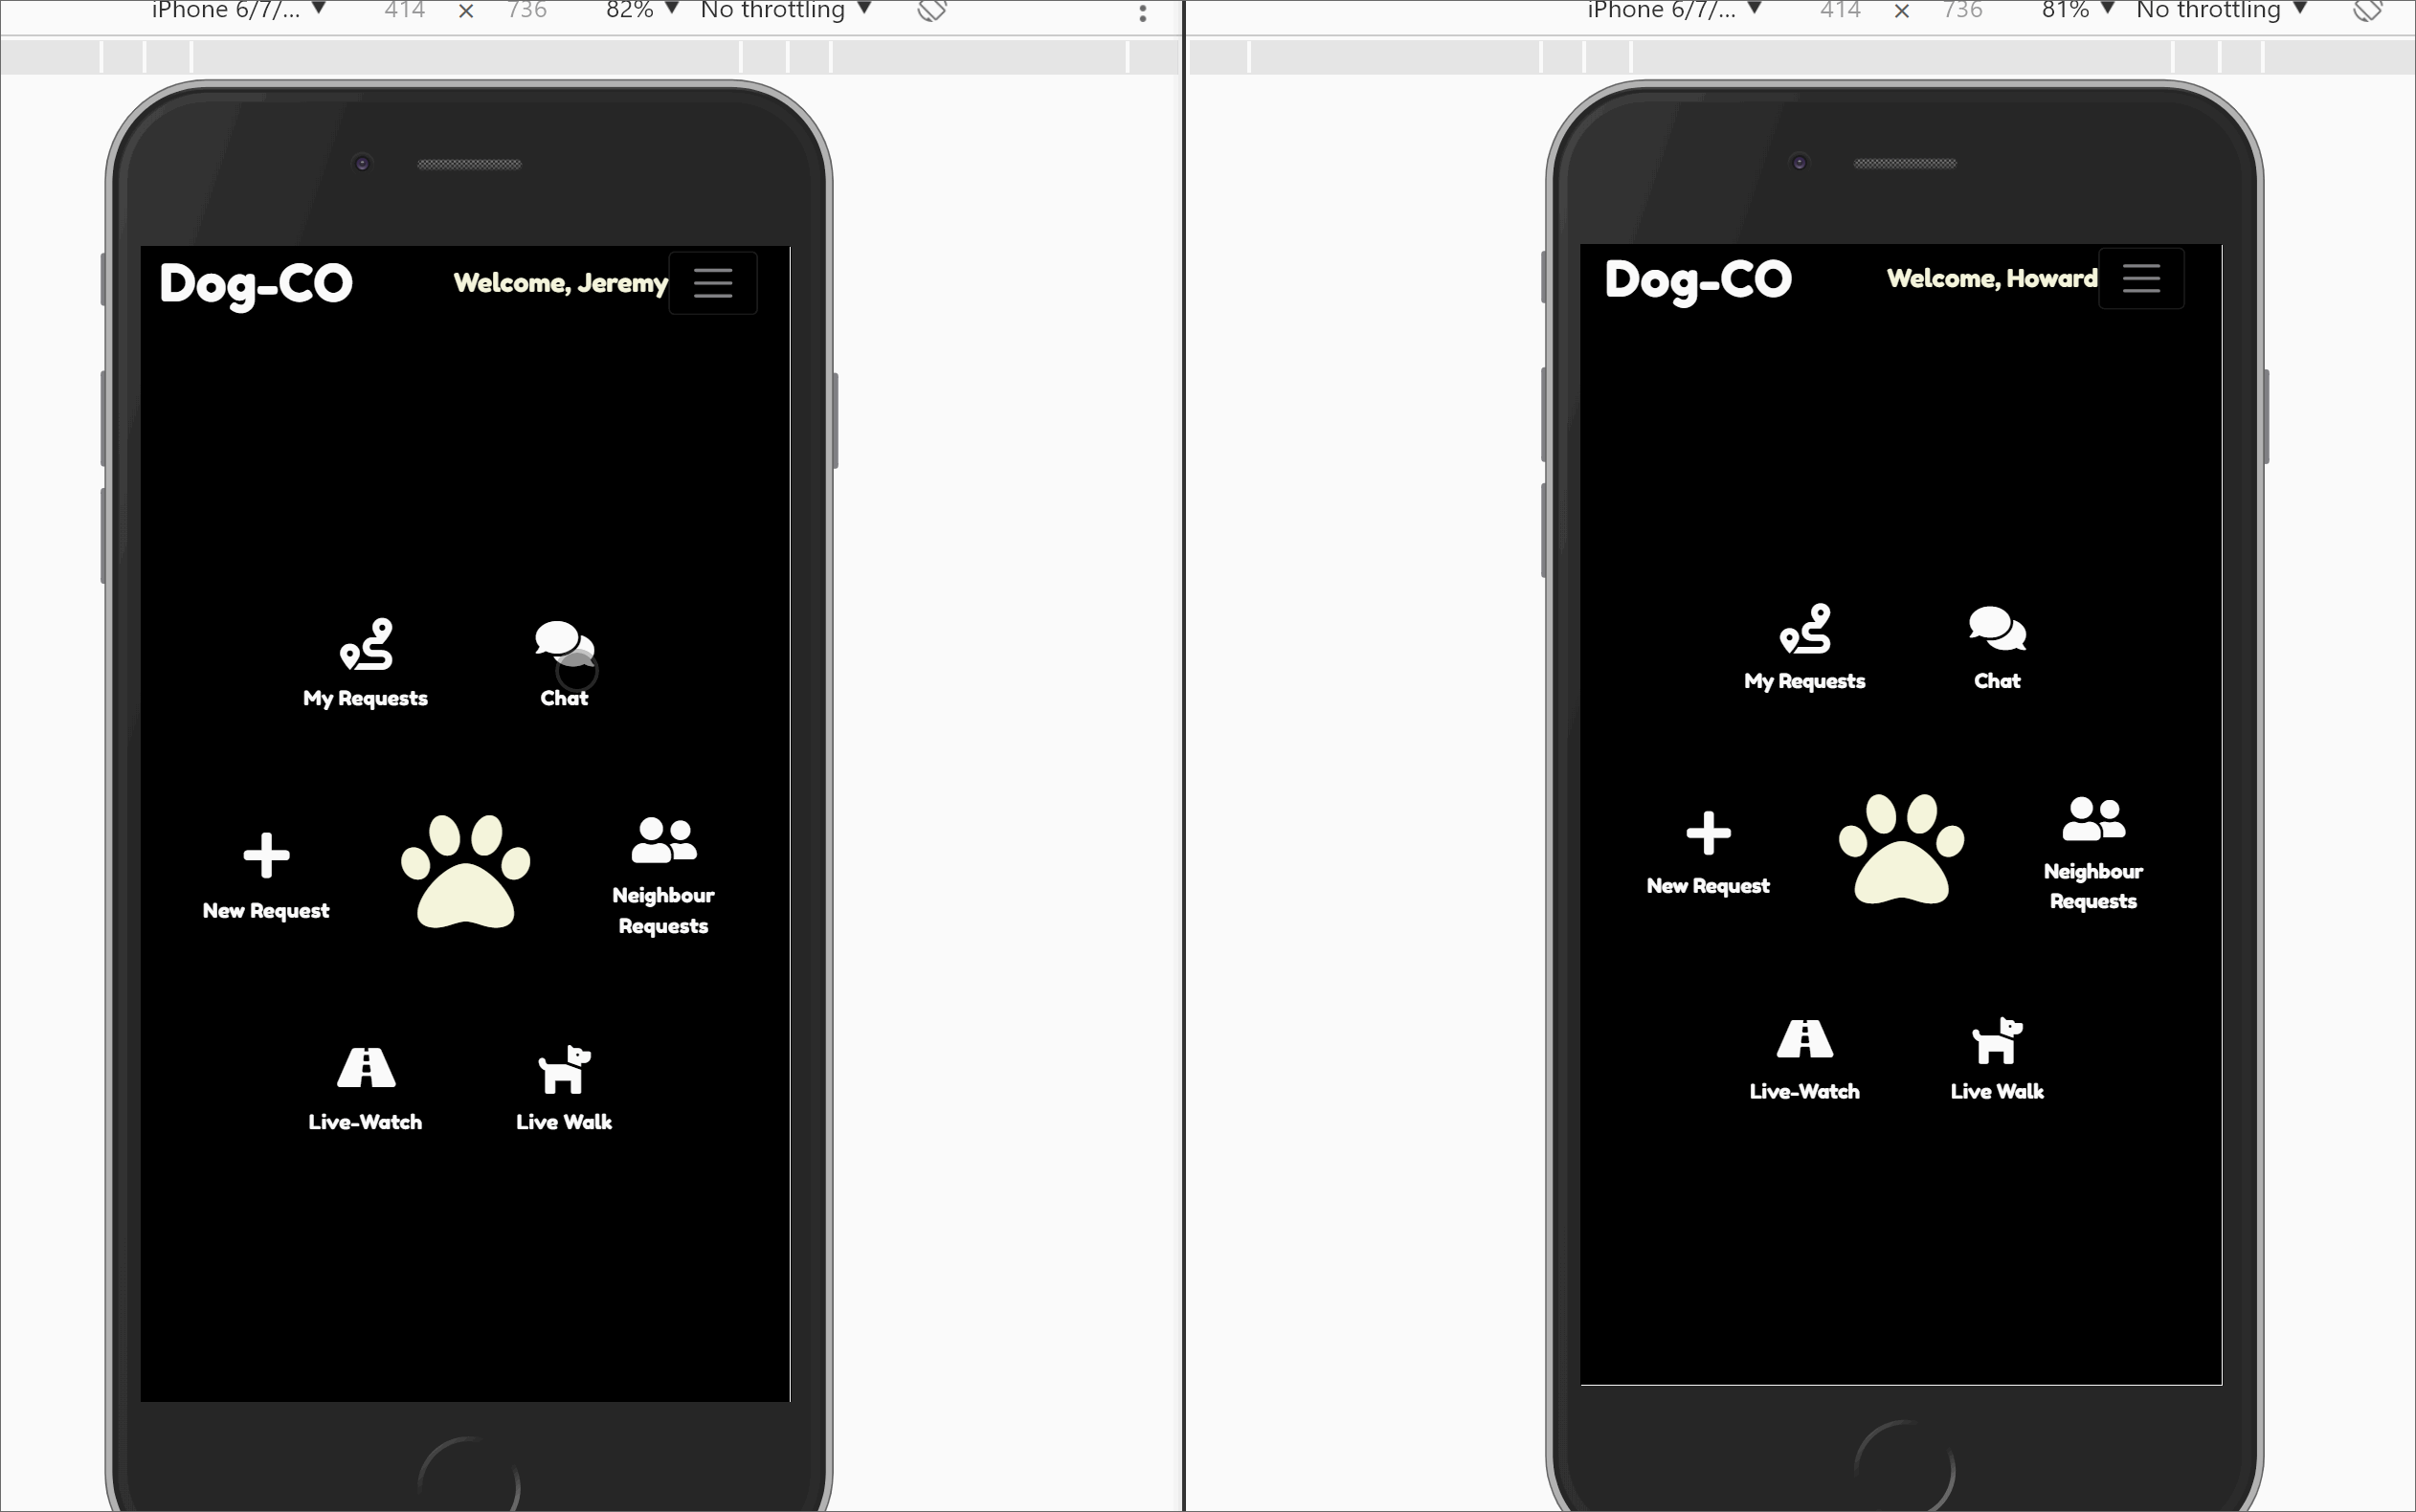 iPhone 6/7/... ▼ 414 × 736 82% ▼ No throttling ▼
Dog-CO
Welcome, Jeremy
My Requests
Chat
New Request
Neighbour
Requests
Live-Watch
Live Walk
iPhone 6/7/... ▼ 414 × 736 81% ▼ No throttling ▼
Dog-CO
Welcome, Howard
My Requests
Chat
New Request
Neighbour
Requests
Live-Watch
Live Walk